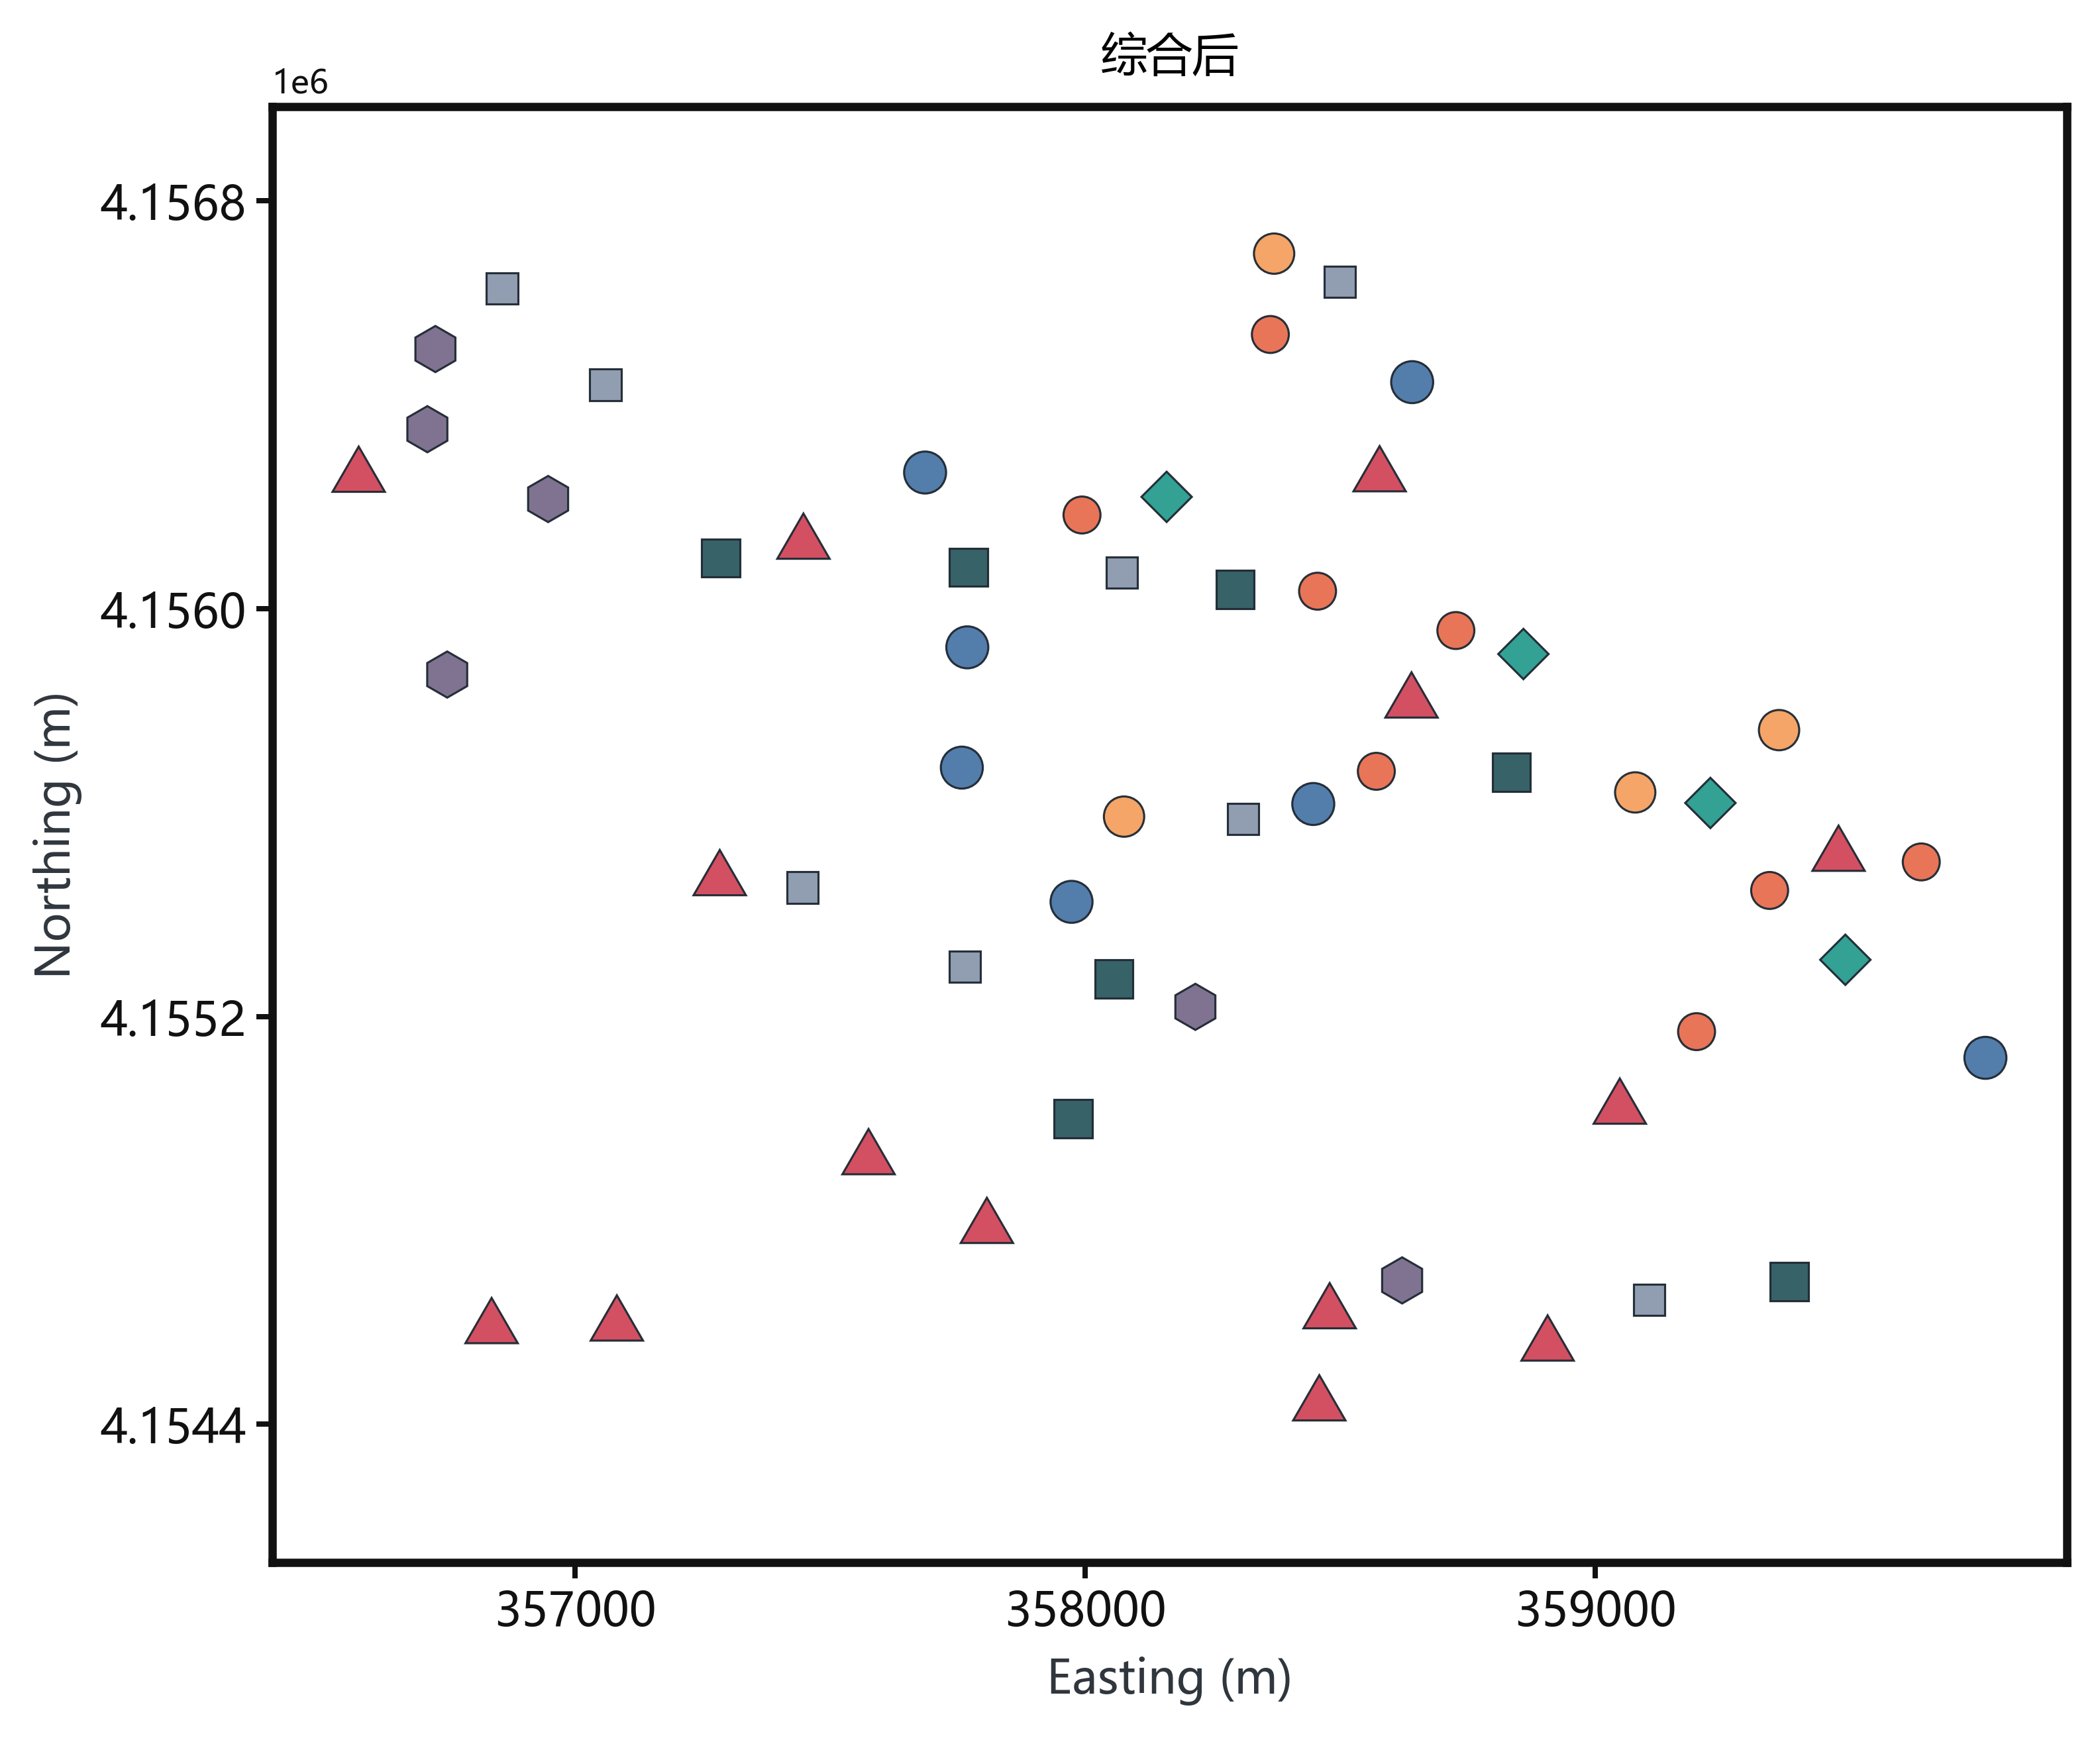 综合后
1e6
4.1568
4.1560
4.1552
4.1544
Northing (m)
357000 358000 359000
Easting (m)